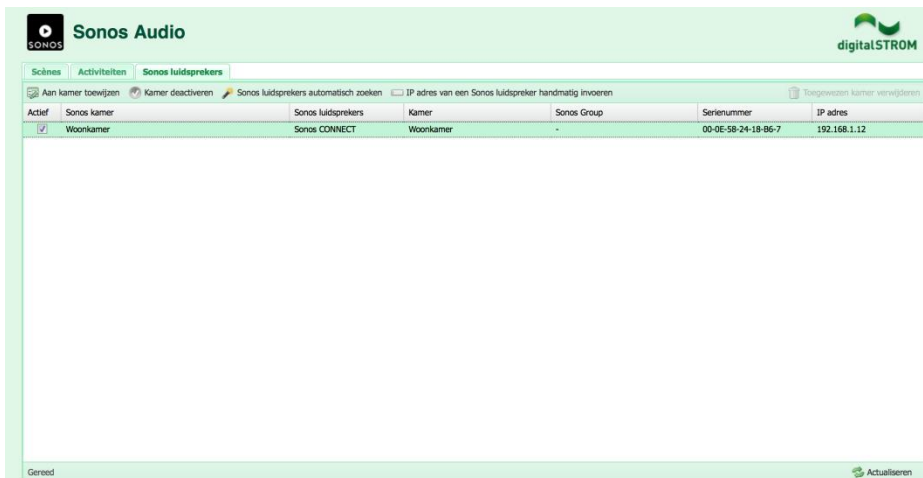 SONOS
Sonos Audio
digitalSTROM
Scènes Activiteiten Sonos luidsprekers
Aan kamer toewijzen Kamer deactiveren Sonos luidsprekers automatisch zoeken IP adres van een Sonos luidspreker handmatig invoeren Toegewezen kamer verwijderen
Actief Sonos kamer Sonos luidsprekers Kamer Sonos Group Serienummer IP adres
Woonkamer Sonos CONNECT Woonkamer - 00-0E-58-24-18-B6-7 192.168.1.12
Gereed Actualiseren